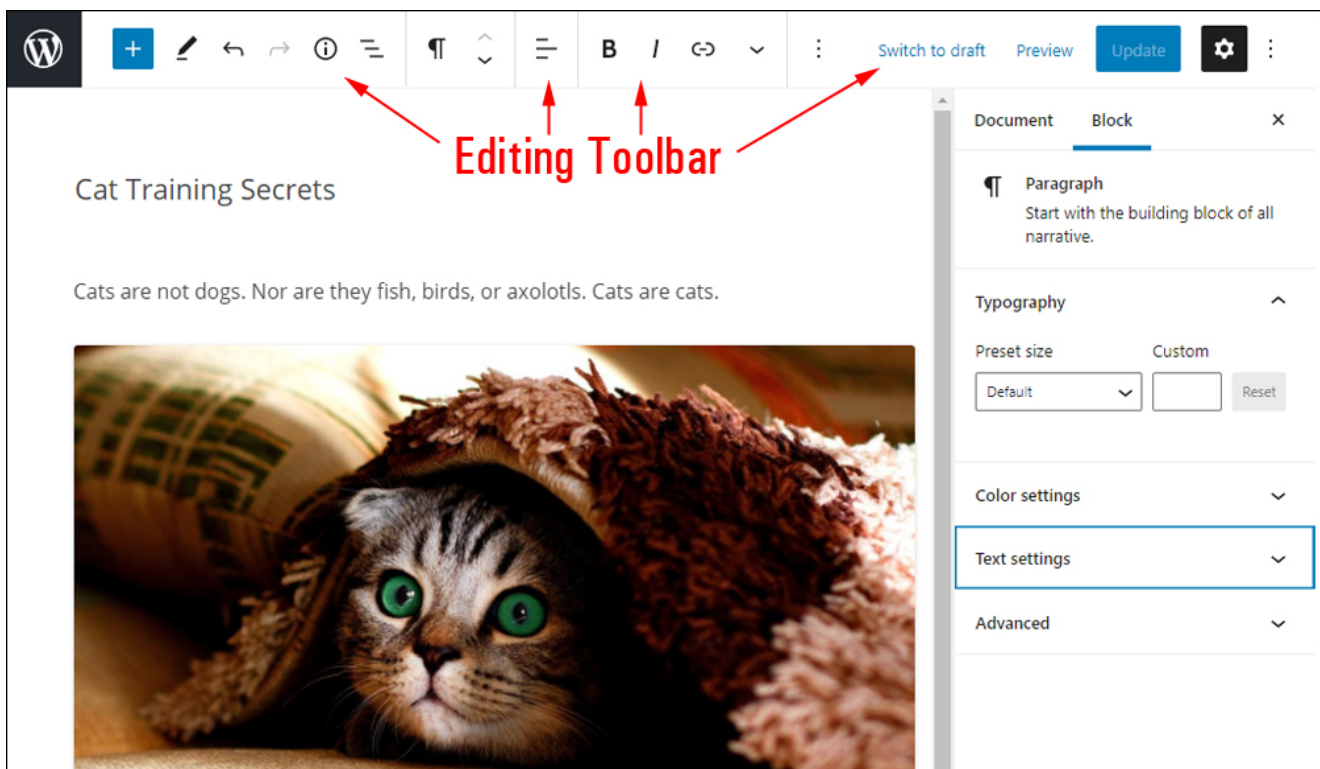 B I Switch to draft Preview Update
Editing Toolbar
Cat Training Secrets
Cats are not dogs. Nor are they fish, birds, or axolotls. Cats are cats.
Document Block
Paragraph
Start with the building block of all
narrative.
Typography
Preset size Custom
Default Reset
Color settings
Text settings
Advanced